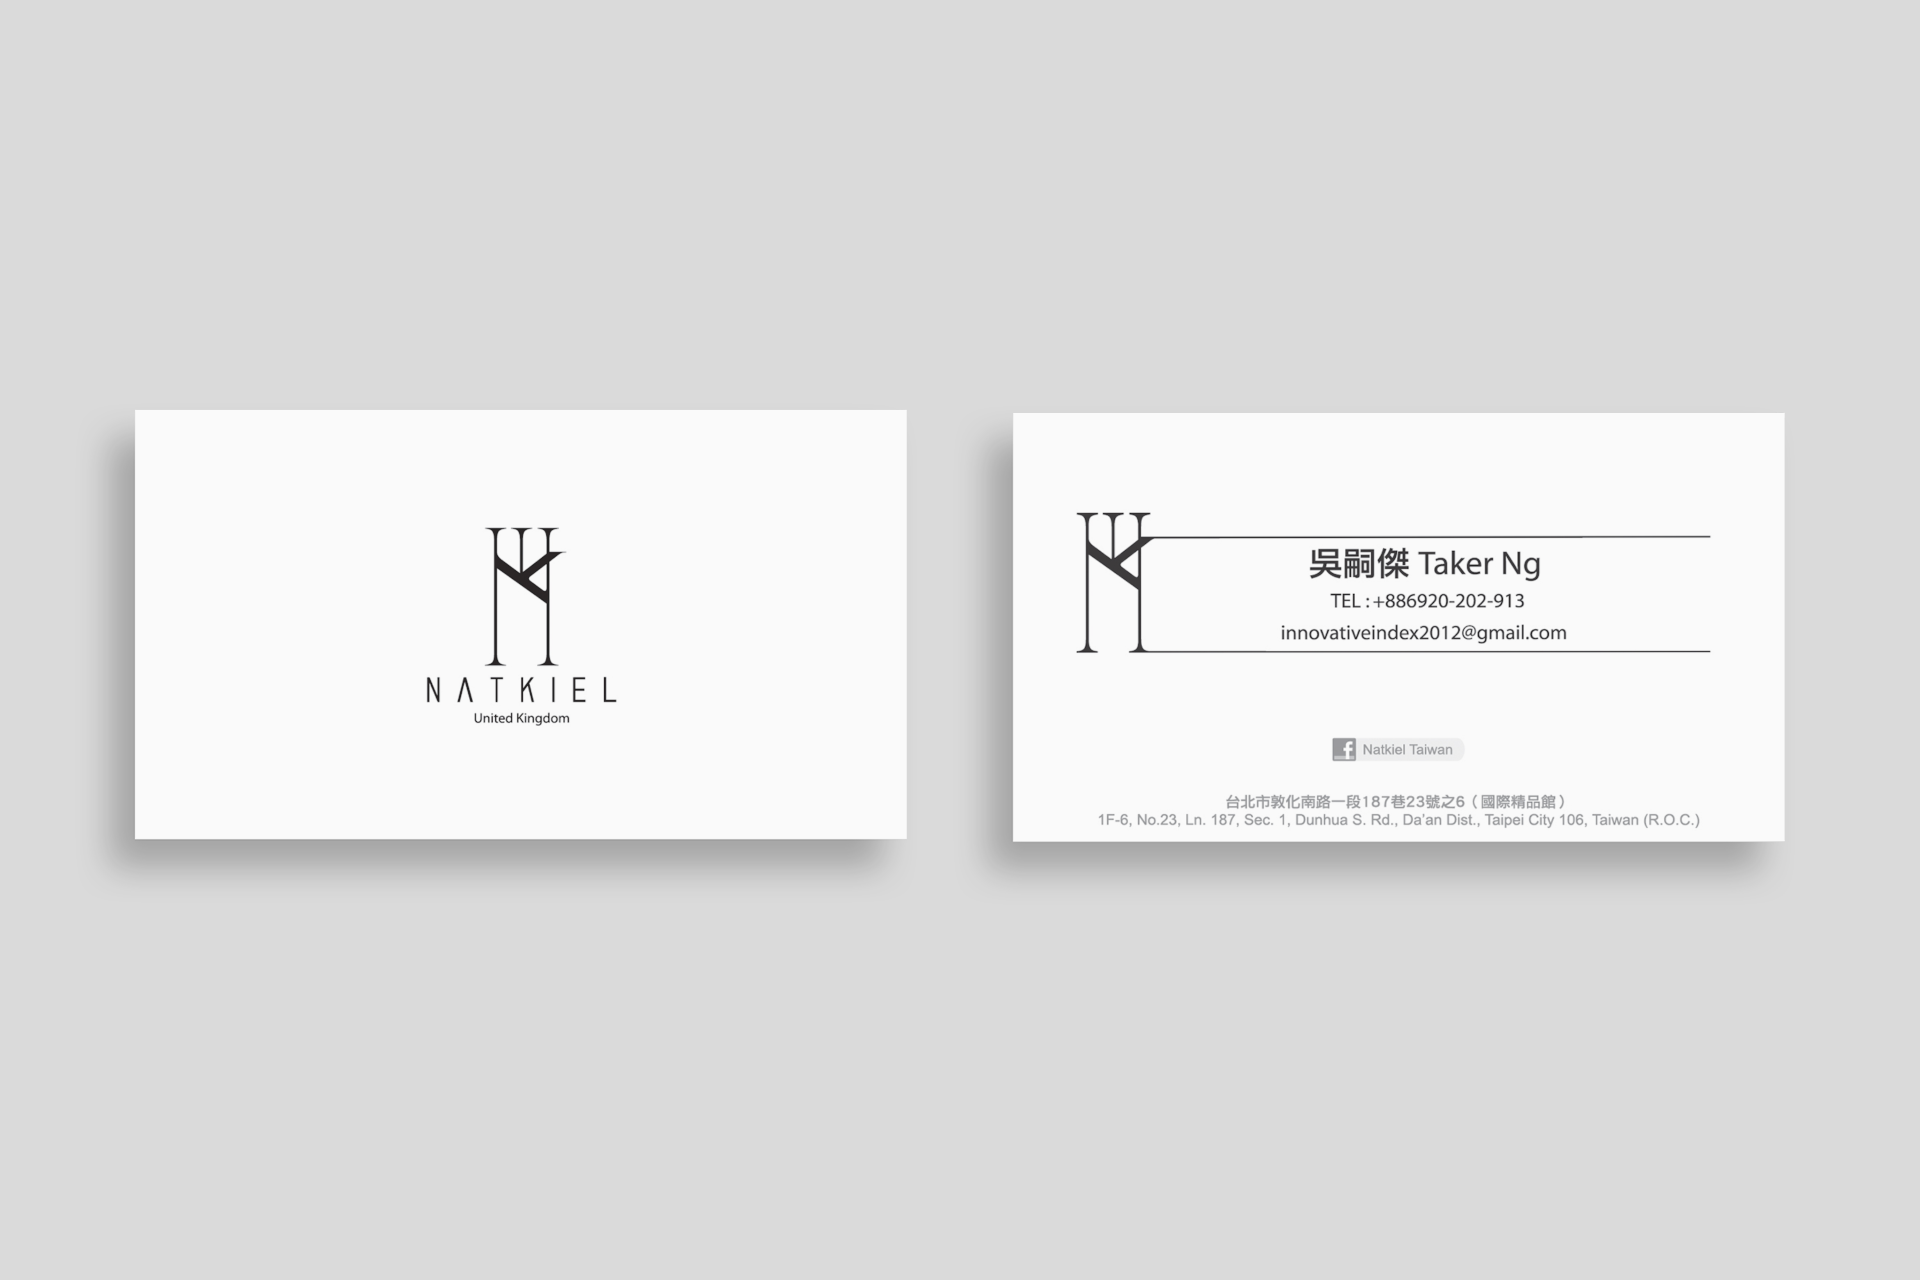 NATKIEL
United Kingdom
吳嗣傑 Taker Ng
TEL : +886920-202-913
innovativeindex2012@gmail.com
f Natkiel Taiwan
台北市敦化南路一段187巷23號之6（國際精品館）
1F-6, No.23, Ln. 187, Sec. 1, Dunhua S. Rd., Da'an Dist., Taipei City 106, Taiwan (R.O.C.)